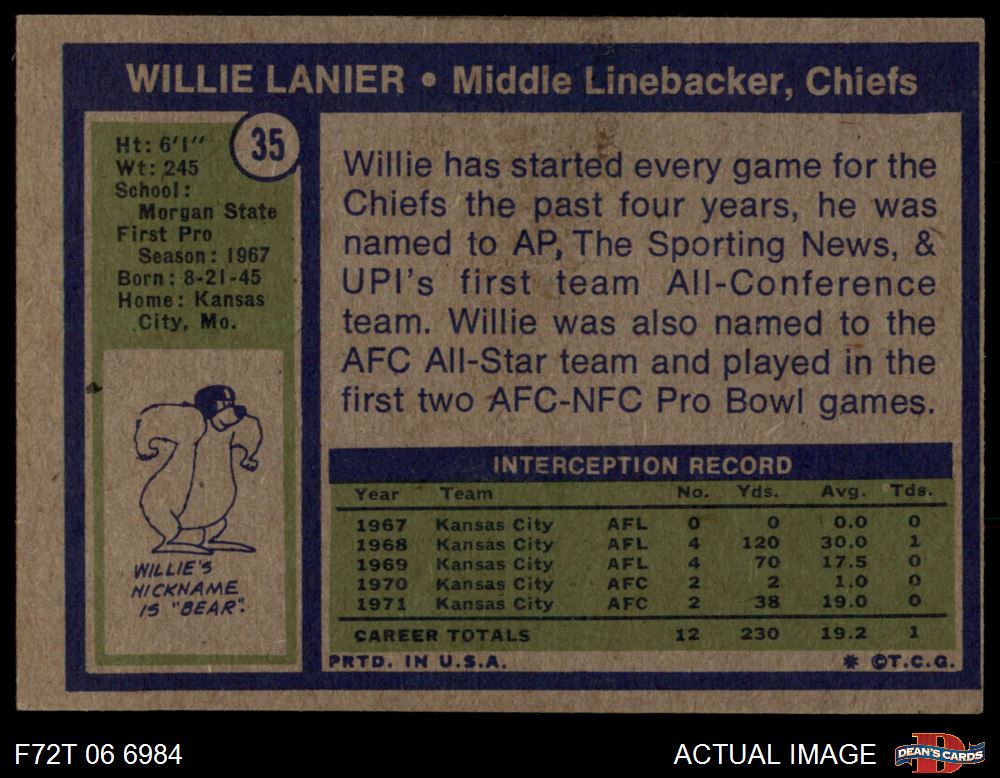 WILLIE LANIER • Middle Linebacker, Chiefs
35
Ht: 6'1"
Wt: 245
School:
Morgan State
First Pro
Season: 1967
Born: 8-21-45
Home: Kansas
City, Mo.
WILLIE'S
NICKNAME
IS "BEAR".
Willie has started every game for the
Chiefs the past four years, he was
named to AP, The Sporting News, &
UPI's first team All-Conference
team. Willie was also named to the
AFC All-Star team and played in the
first two AFC-NFC Pro Bowl games.
INTERCEPTION RECORD
Year Team No. Yds. Avg. Tds.
1967 Kansas City AFL 0 0 0.0 0
1968 Kansas City AFL 4 120 30.0 1
1969 Kansas City AFL 4 70 17.5 0
1970 Kansas City AFC 2 2 1.0 0
1971 Kansas City AFC 2 38 19.0 0
CAREER TOTALS 12 230 19.2 1
PRTD. IN U.S.A. * ©T.C.G.
F72T 06 6984 ACTUAL IMAGE
D
DEAN'S CARDS